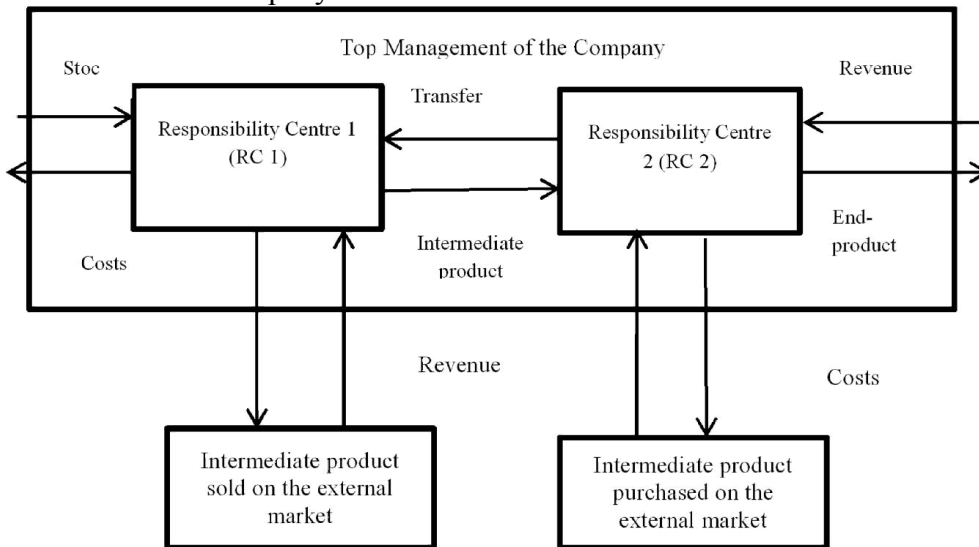 Top Management of the Company
Stoc
Revenue
Transfer
Responsibility Centre 1
(RC 1)
Responsibility Centre
2 (RC 2)
Costs
Intermediate
product
End-
product
Revenue
Costs
Intermediate product
sold on the external
market
Intermediate product
purchased on the
external market